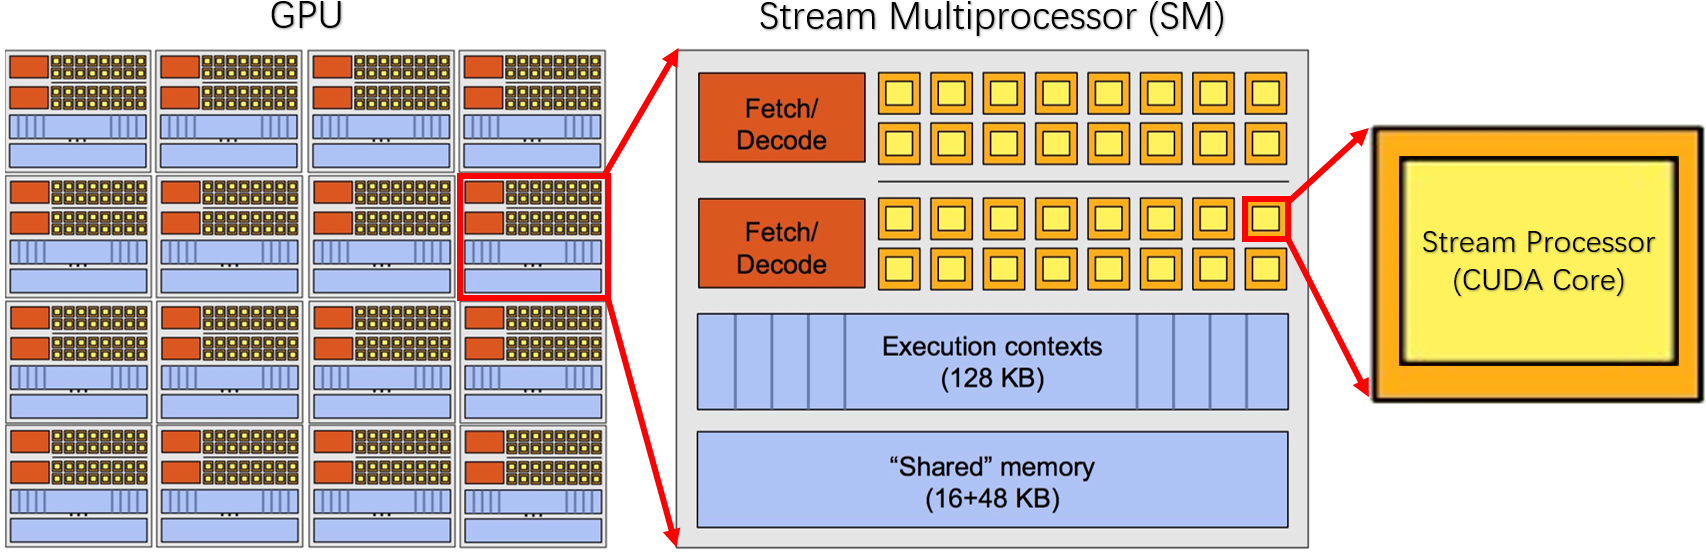 GPU
Stream Multiprocessor (SM)
Fetch/
Decode
Fetch/
Decode
Execution contexts
(128 KB)
“Shared” memory
(16+48 KB)
Stream Processor
(CUDA Core)